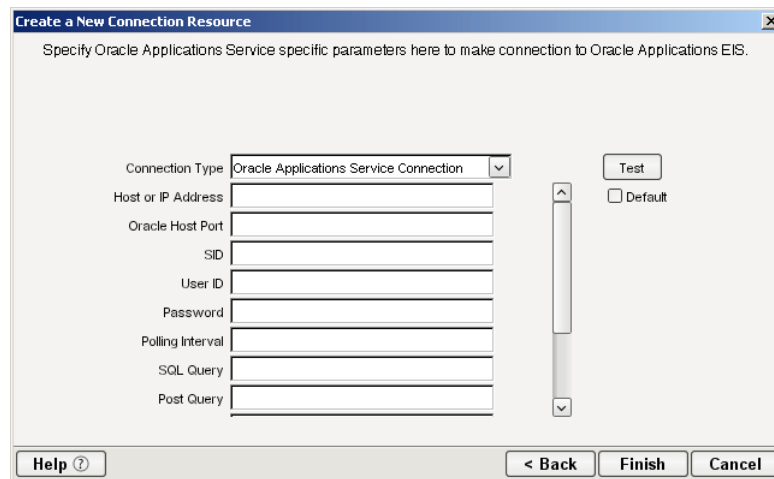 Create a New Connection Resource
Specify Oracle Applications Service specific parameters here to make connection to Oracle Applications EIS.
Connection Type Oracle Applications Service Connection Test
Host or IP Address Default
Oracle Host Port
SID
User ID
Password
Polling Interval
SQL Query
Post Query
Help ? < Back Finish Cancel